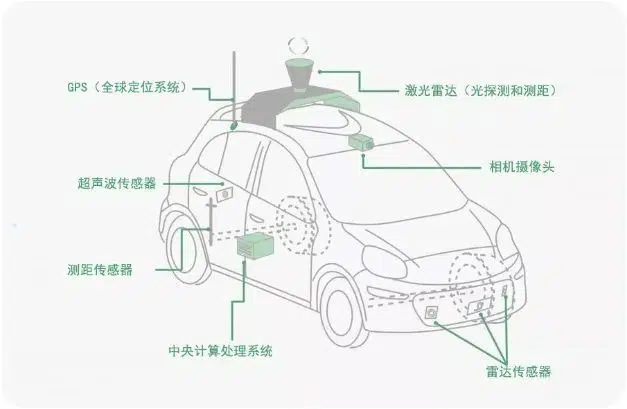 GPS（全球定位系统）
激光雷达（光探测和测距）
相机摄像头
超声波传感器
测距传感器
中央计算处理系统
雷达传感器